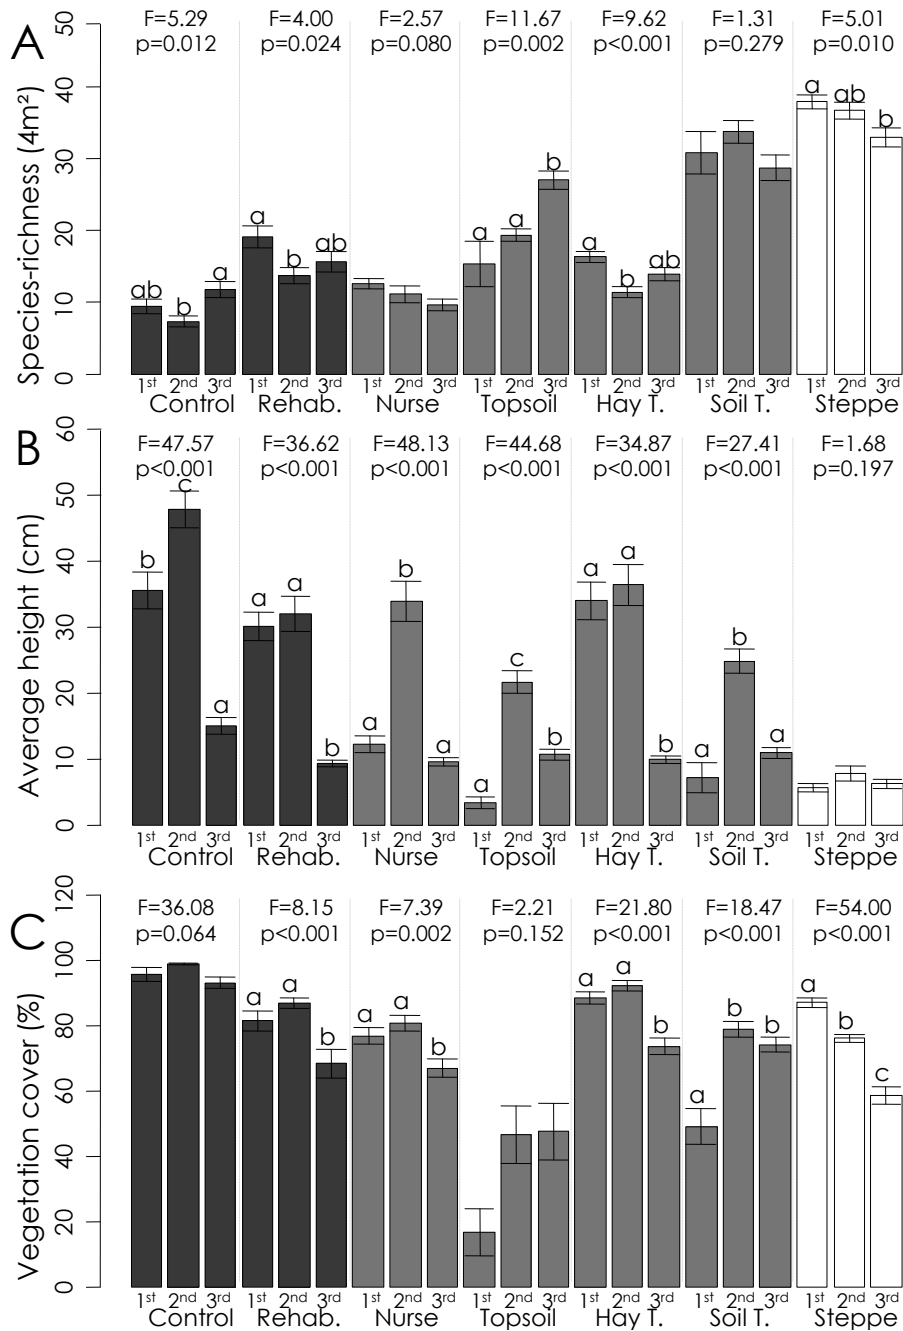 A
Species-richness (4m²)
50
40
30
20
10
0
F=5.29 F=4.00 F=2.57 F=11.67 F=9.62 F=1.31 F=5.01
p=0.012 p=0.024 p=0.080 p=0.002 p<0.001 p=0.279 p=0.010
ab b a a b ab a a b a b a a ab b
1st 2nd 3rd 1st 2nd 3rd 1st 2nd 3rd 1st 2nd 3rd 1st 2nd 3rd 1st 2nd 3rd 1st 2nd 3rd
Control Rehab. Nurse Topsoil Hay T. Soil T. Steppe
B
Average height (cm)
60
50
40
30
20
10
0
F=47.57 F=36.62 F=48.13 F=44.68 F=34.87 F=27.41 F=1.68
p<0.001 p<0.001 p<0.001 p<0.001 p<0.001 p<0.001 p=0.197
b c a a a b a b a a c b a a b a b a
1st 2nd 3rd 1st 2nd 3rd 1st 2nd 3rd 1st 2nd 3rd 1st 2nd 3rd 1st 2nd 3rd 1st 2nd 3rd
Control Rehab. Nurse Topsoil Hay T. Soil T. Steppe
C
Vegetation cover (%)
120
100
80
60
40
20
0
F=36.08 F=8.15 F=7.39 F=2.21 F=21.80 F=18.47 F=54.00
p=0.064 p<0.001 p=0.002 p=0.152 p<0.001 p<0.001 p<0.001
a a b a a b a a b a b b a b c
1st 2nd 3rd 1st 2nd 3rd 1st 2nd 3rd 1st 2nd 3rd 1st 2nd 3rd 1st 2nd 3rd 1st 2nd 3rd
Control Rehab. Nurse Topsoil Hay T. Soil T. Steppe